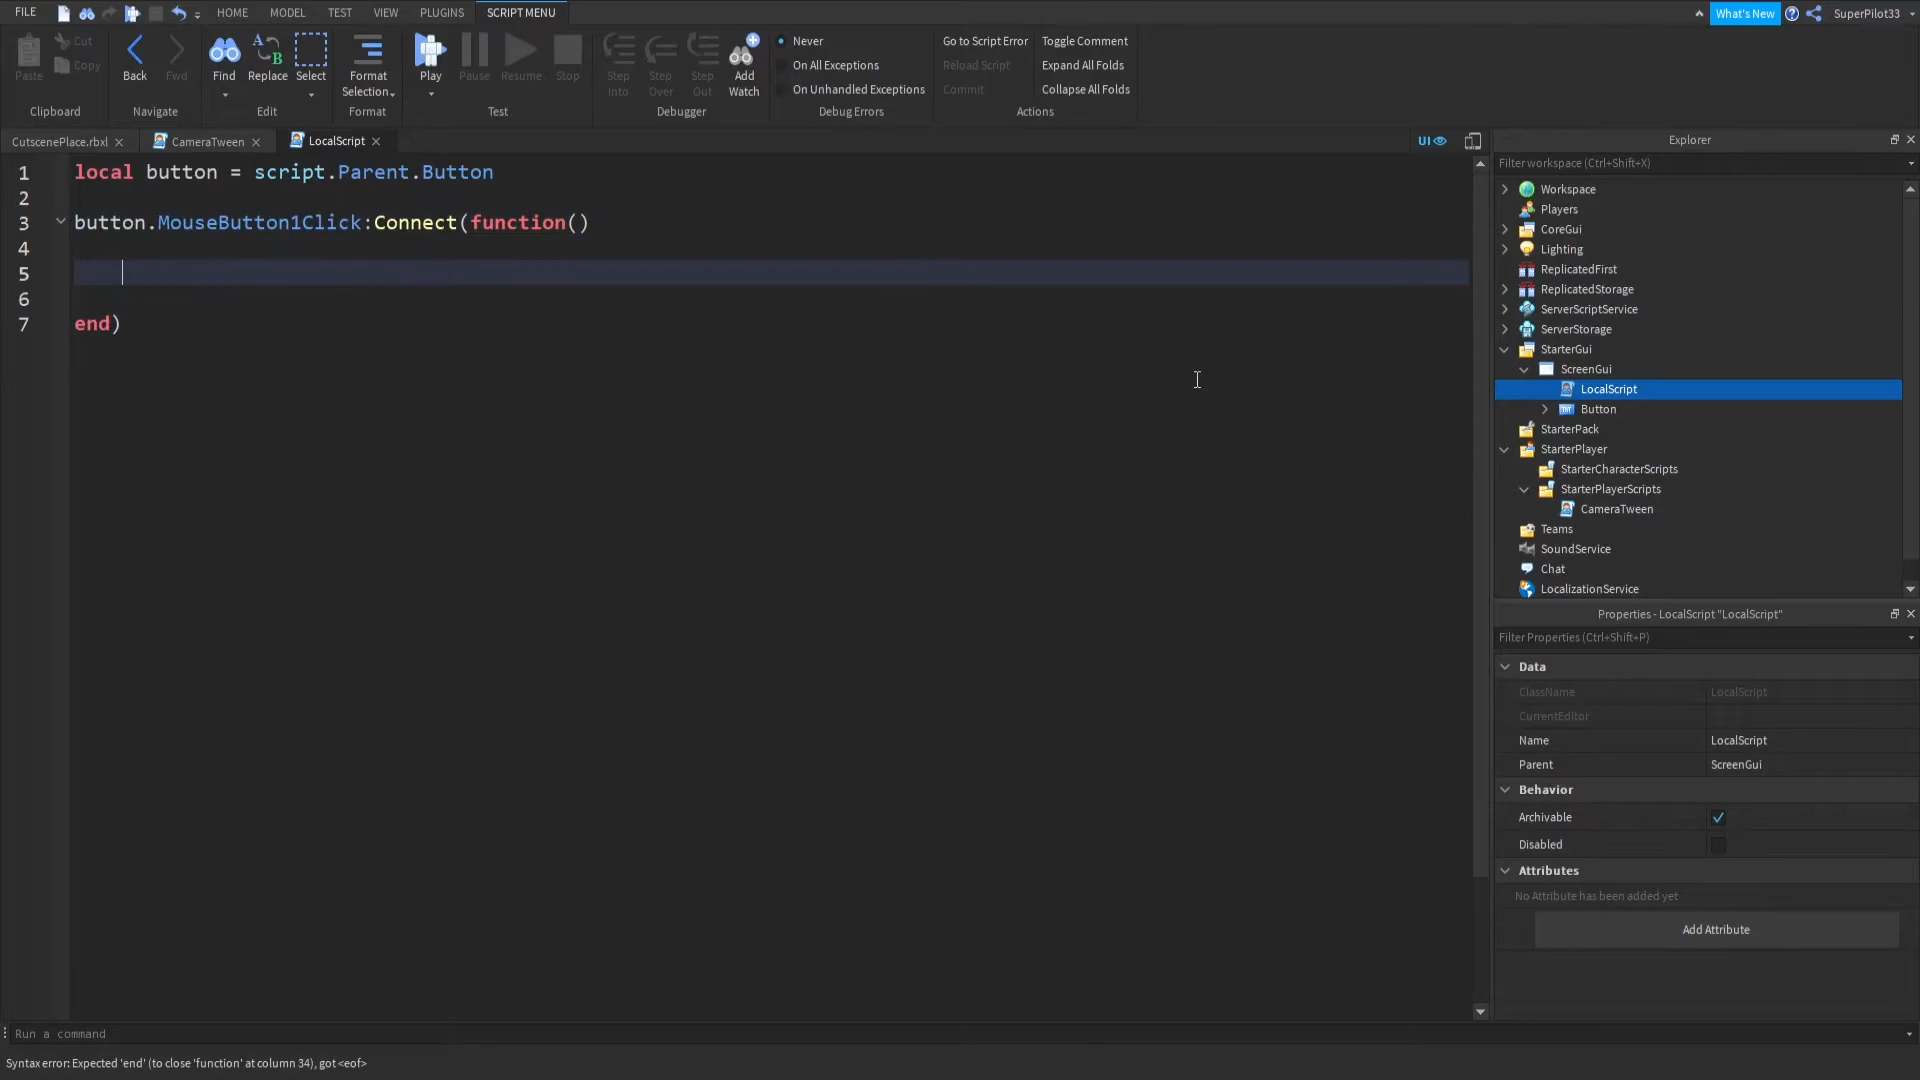 FILE HOME MODEL TEST VIEW PLUGINS SCRIPT MENU What's New SuperPilot33
Paste Cut Copy
Clipboard
Back Fwd
Navigate
Find Replace Select
Edit
Format Selection
Format
Play Pause Resume Stop
Test
Step Into Step Over Step Out Add Watch
Debugger
Never
On All Exceptions
On Unhandled Exceptions
Debug Errors
Go to Script Error Toggle Comment
Reload Script Expand All Folds
Commit Collapse All Folds
Actions
CutscenePlace.rbxl CameraTween LocalScript UI
1 local button = script.Parent.Button
2
3 button.MouseButton1Click:Connect(function()
4
5
6
7 end)
Explorer
Filter workspace (Ctrl+Shift+X)
Workspace
Players
CoreGui
Lighting
ReplicatedFirst
ReplicatedStorage
ServerScriptService
ServerStorage
StarterGui
ScreenGui
LocalScript
Button
StarterPack
StarterPlayer
StarterCharacterScripts
StarterPlayerScripts
CameraTween
Teams
SoundService
Chat
LocalizationService
Properties - LocalScript "LocalScript"
Filter Properties (Ctrl+Shift+P)
Data
ClassName LocalScript
CurrentEditor
Name LocalScript
Parent ScreenGui
Behavior
Archivable
Disabled
Attributes
No Attribute has been added yet
Add Attribute
Run a command
Syntax error: Expected 'end' (to close 'function' at column 34), got <eof>